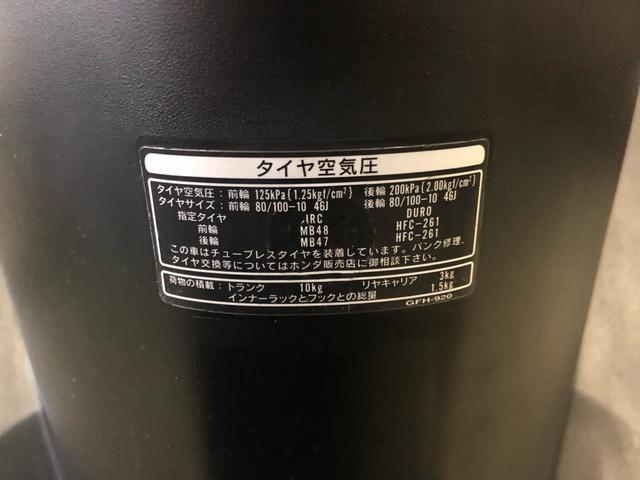 タイヤ空気圧
タイヤ空気圧：前輪 125kPa{1.25kgf/cm²} 後輪 200kPa{2.00kgf/cm²}
タイヤサイズ：前輪 80/100-10 46J 後輪 80/100-10 46J
指定タイヤ IRC DURO
前輪 MB48 HFC-261
後輪 MB47 HFC-261
この車はチューブレスタイヤを装着しています。パンク修理、
タイヤ交換等についてはホンダ販売店に御相談下さい。
荷物の積載：トランク 10kg リヤキャリア 3kg
インナーラックとフックとの総量 1.5kg
GFH-920